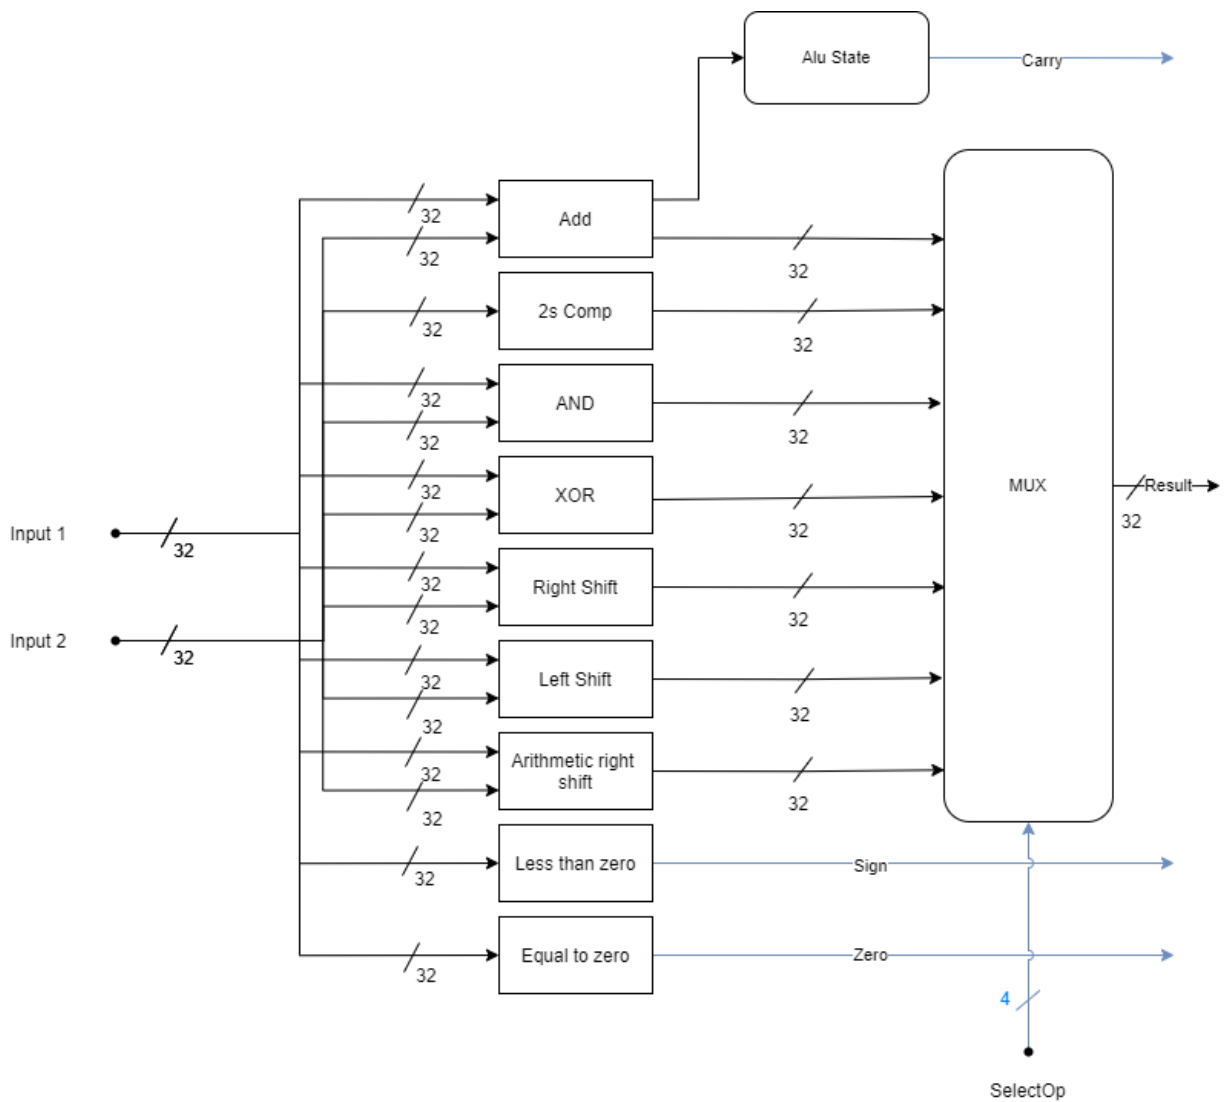 Alu State
Carry
32
Add
32
32
2s Comp
32
32
32
AND
32
32
32
XOR
32
MUX
Result
32
32
32
Input 1
32
32
Right Shift
32
32
Input 2
32
32
Left Shift
32
32
Arithmetic right
shift
32
32
32
Less than zero
Sign
32
Equal to zero
Zero
32
4
SelectOp